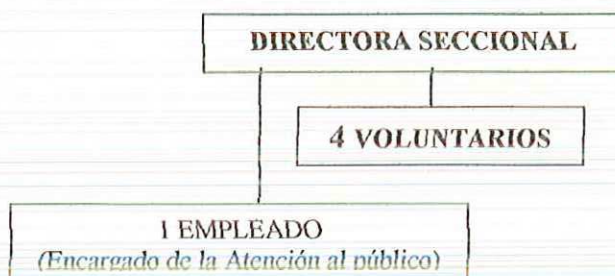 DIRECTORA SECCIONAL
4 VOLUNTARIOS
1 EMPLEADO
(Encargado de la Atención al público)